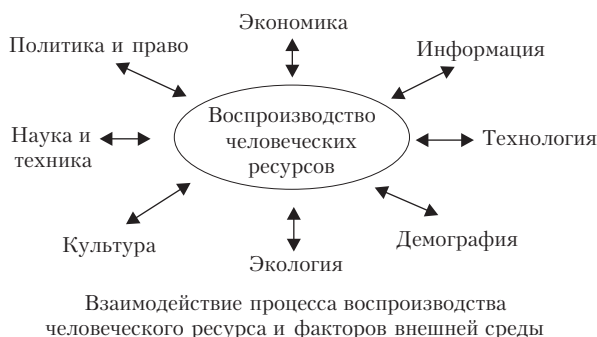 Экономика
Политика и право
Информация
Воспроизводство
человеческих
ресурсов
Наука и
техника
Технология
Культура
Демография
Экология
Взаимодействие процесса воспроизводства
человеческого ресурса и факторов внешней среды